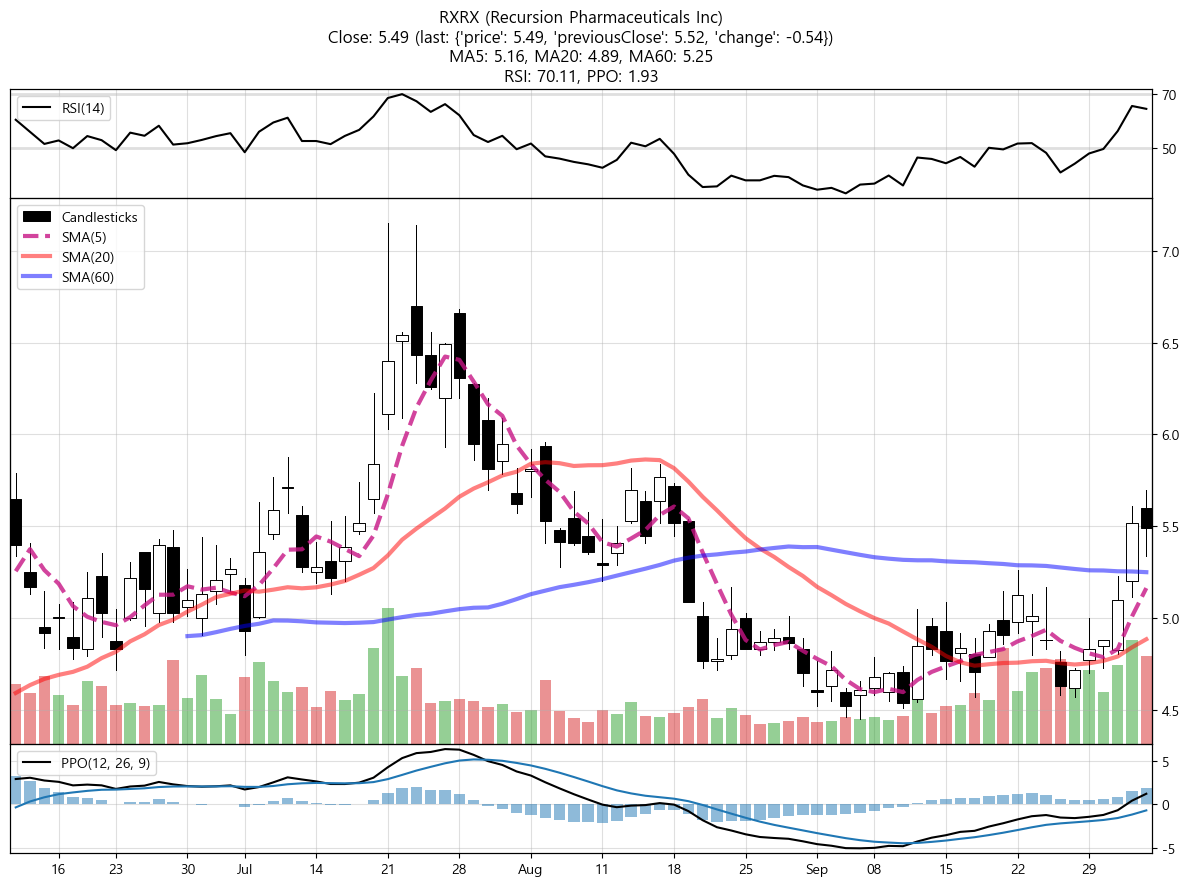 RXRX (Recursion Pharmaceuticals Inc)
Close: 5.49 (last: {'price': 5.49, 'previousClose': 5.52, 'change': -0.54})
MA5: 5.16, MA20: 4.89, MA60: 5.25
RSI: 70.11, PPO: 1.93
RSI(14)
70
50
Candlesticks
SMA(5)
SMA(20)
SMA(60)
7.0
6.5
6.0
5.5
5.0
4.5
PPO(12, 26, 9)
5
0
-5
16 23 30 Jul 14 21 28 Aug 11 18 25 Sep 08 15 22 29